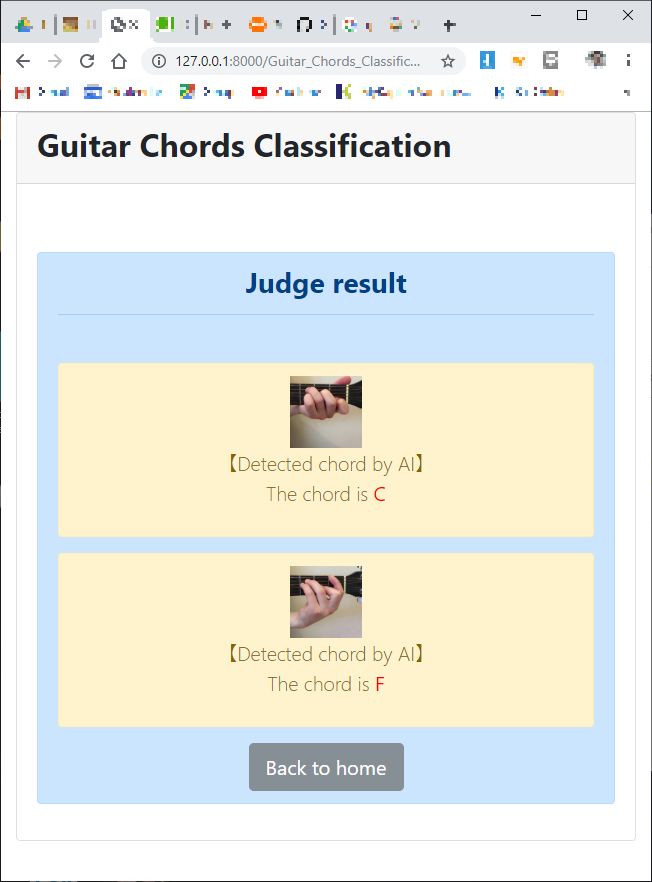 127.0.0.1:8000/Guitar_Chords_Classific...
Guitar Chords Classification
Judge result
【Detected chord by AI】
The chord is C
【Detected chord by AI】
The chord is F
Back to home